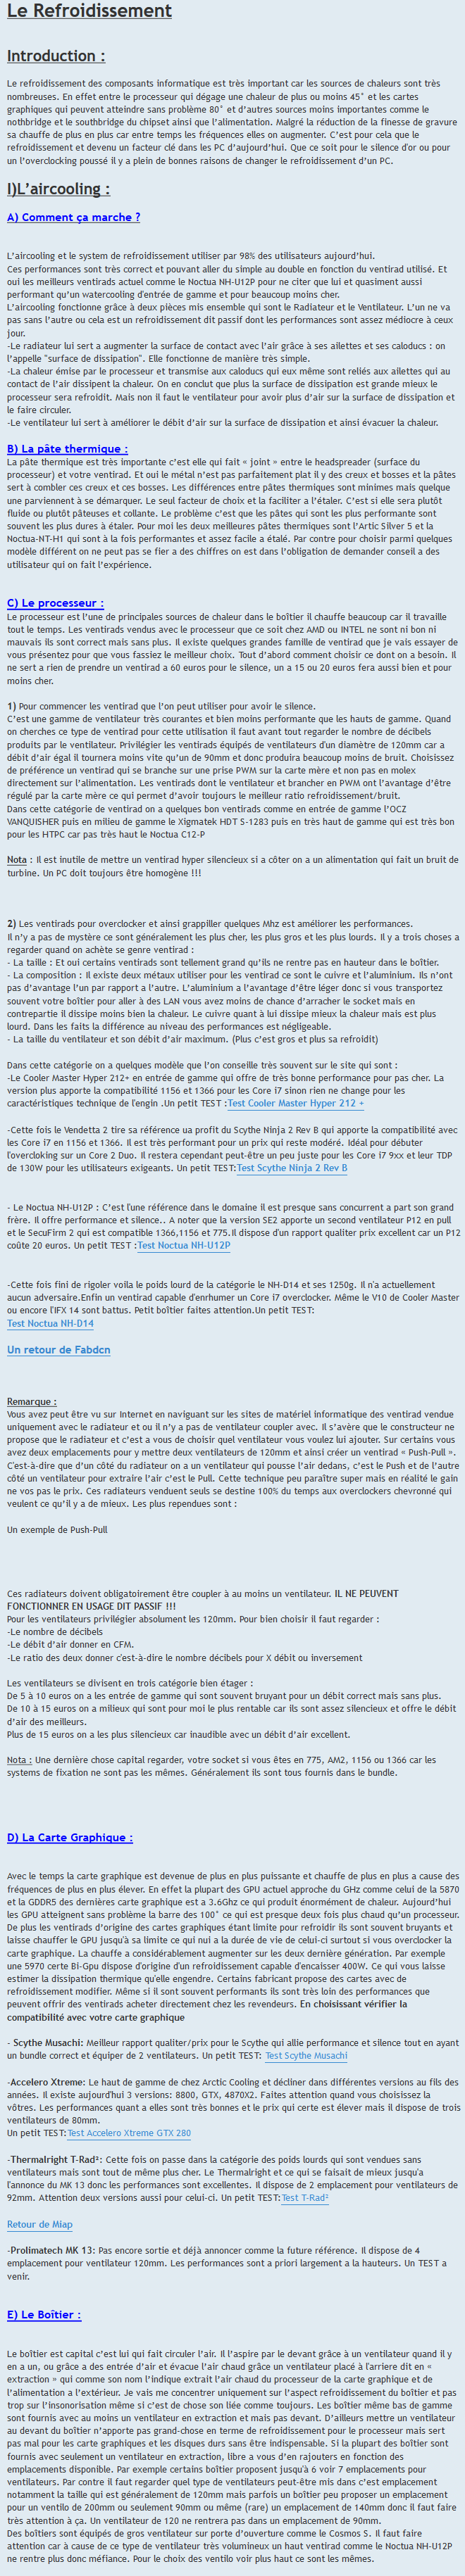 Le Refroidissement
Introduction :
Le refroidissement des composants informatique est très important car les sources de chaleurs sont très
nombreuses. En effet entre le processeur qui dégage une chaleur de plus ou moins 45° et les cartes
graphiques qui peuvent atteindre sans problème 80° et d’autres sources moins importantes comme le
nothbridge et le southbridge du chipset ainsi que l’alimentation. Malgré la réduction de la finesse de gravure
sa chauffe de plus en plus car entre temps les fréquences elles on augmenter. C’est pour cela que le
refroidissement et devenu un facteur clé dans les PC d’aujourd’hui. Que ce soit pour le silence d'or ou pour
un l’overclocking poussé il y a plein de bonnes raisons de changer le refroidissement d’un PC.
I)L’aircooling :
A) Comment ça marche ?
L’aircooling et le system de refroidissement utiliser par 98% des utilisateurs aujourd’hui.
Ces performances sont très correct et pouvant aller du simple au double en fonction du ventirad utilisé. Et
oui les meilleurs ventirads actuel comme le Noctua NH-U12P pour ne citer que lui et quasiment aussi
performant qu’un watercooling d'entrée de gamme et pour beaucoup moins cher.
L’aircooling fonctionne grâce à deux pièces mis ensemble qui sont le Radiateur et le Ventilateur. L’un ne va
pas sans l’autre ou cela est un refroidissement dit passif dont les performances sont assez médiocre à ceux
jour.
-Le radiateur lui sert a augmenter la surface de contact avec l’air grâce à ses ailettes et ses caloducs : on
l’appelle "surface de dissipation". Elle fonctionne de manière très simple.
-La chaleur émise par le processeur et transmise aux caloducs qui eux même sont reliés aux ailettes qui au
contact de l’air dissipent la chaleur. On en conclut que plus la surface de dissipation est grande mieux le
processeur sera refroidit. Mais non il faut le ventilateur pour avoir plus d’air sur la surface de dissipation et
le faire circuler.
-Le ventilateur lui sert à améliorer le débit d’air sur la surface de dissipation et ainsi évacuer la chaleur.
B) La pâte thermique :
La pâte thermique est très importante c’est elle qui fait « joint » entre le headspreader (surface du
processeur) et votre ventirad. Et oui le métal n’est pas parfaitement plat il y des creux et bosses et la pâtes
sert à combler ces creux et ces bosses. Les différences entre pâtes thermiques sont minimes mais quelque
une parviennent à se démarquer. Le seul facteur de choix et la faciliter a l’étaler. C’est si elle sera plutôt
fluide ou plutôt pâteuses et collante. Le problème c’est que les pâtes qui sont les plus performante sont
souvent les plus dures à étaler. Pour moi les deux meilleures pâtes thermiques sont l’Artic Silver 5 et la
Noctua-NT-H1 qui sont à la fois performantes et assez facile a étalé. Par contre pour choisir parmi quelques
modèle différent on ne peut pas se fier a des chiffres on est dans l’obligation de demander conseil a des
utilisateur qui on fait l’expérience.
C) Le processeur :
Le processeur est l’une de principales sources de chaleur dans le boîtier il chauffe beaucoup car il travaille
tout le temps. Les ventirads vendus avec le processeur que ce soit chez AMD ou INTEL ne sont ni bon ni
mauvais ils sont correct mais sans plus. Il existe quelques grandes famille de ventirad que je vais essayer de
vous présentez pour que vous fassiez le meilleur choix. Tout d’abord comment choisir ce dont on a besoin. Il
ne sert a rien de prendre un ventirad a 60 euros pour le silence, un a 15 ou 20 euros fera aussi bien et pour
moins cher.
1) Pour commencer les ventirad que l’on peut utiliser pour avoir le silence.
C’est une gamme de ventilateur très courantes et bien moins performante que les hauts de gamme. Quand
on cherches ce type de ventirad pour cette utilisation il faut avant tout regarder le nombre de décibels
produits par le ventilateur. Privilégier les ventirads équipés de ventilateurs d'un diamètre de 120mm car a
débit d’air égal il tournera moins vite qu’un de 90mm et donc produira beaucoup moins de bruit. Choisissez
de préférence un ventirad qui se branche sur une prise PWM sur la carte mère et non pas en molex
directement sur l’alimentation. Les ventirads dont le ventilateur et brancher en PWM ont l’avantage d’être
régulé par la carte mère ce qui permet d’avoir toujours le meilleur ratio refroidissement/bruit.
Dans cette catégorie de ventirad on a quelques bon ventirads comme en entrée de gamme l’OCZ
VANQUISHER puis en milieu de gamme le Xigmatek HDT S-1283 puis en très haut de gamme qui est très bon
pour les HTPC car pas très haut le Noctua C12-P
Nota : Il est inutile de mettre un ventirad hyper silencieux si a côter on a un alimentation qui fait un bruit de
turbine. Un PC doit toujours être homogène !!!
2) Les ventirads pour overclocker et ainsi grappiller quelques Mhz est améliorer les performances.
Il n’y a pas de mystère ce sont généralement les plus cher, les plus gros et les plus lourds. Il y a trois choses a
regarder quand on achète se genre ventirad :
- La taille : Et oui certains ventirads sont tellement grand qu’ils ne rentre pas en hauteur dans le boîtier.
- La composition : Il existe deux métaux utiliser pour les ventirad ce sont le cuivre et l’aluminium. Ils n’ont
pas d’avantage l’un par rapport a l’autre. L’aluminium a l’avantage d’être léger donc si vous transportez
souvent votre boîtier pour aller à des LAN vous avez moins de chance d’arracher le socket mais en
contrepartie il dissipe moins bien la chaleur. Le cuivre quant à lui dissipe mieux la chaleur mais est plus
lourd. Dans les faits la différence au niveau des performances est négligeable.
- La taille du ventilateur et son débit d’air maximum. (Plus c’est gros et plus sa refroidit)
Dans cette catégorie on a quelques modèle que l’on conseille très souvent sur le site qui sont :
-Le Cooler Master Hyper 212+ en entrée de gamme qui offre de très bonne performance pour pas cher. La
version plus apporte la compatibilité 1156 et 1366 pour les Core i7 sinon rien ne change pour les
caractéristiques technique de l'engin .Un petit TEST :Test Cooler Master Hyper 212 +
-Cette fois le Vendetta 2 tire sa référence ua profit du Scythe Ninja 2 Rev B qui apporte la compatibilité avec
les Core i7 en 1156 et 1366. Il est très performant pour un prix qui reste modéré. Idéal pour débuter
l'overcloking sur un Core 2 Duo. Il restera cependant peut-être un peu juste pour les Core i7 9xx et leur TDP
de 130W pour les utilisateurs exigeants. Un petit TEST:Test Scythe Ninja 2 Rev B
- Le Noctua NH-U12P : C’est l'une référence dans le domaine il est presque sans concurrent a part son grand
frère. Il offre performance et silence.. A noter que la version SE2 apporte un second ventilateur P12 en pull
et le SecuFirm 2 qui est compatible 1366,1156 et 775.Il dispose d'un rapport qualiter prix excellent car un P12
coûte 20 euros. Un petit TEST :Test Noctua NH-U12P
-Cette fois fini de rigoler voila le poids lourd de la catégorie le NH-D14 et ses 1250g. Il n'a actuellement
aucun adversaire.Enfin un ventirad capable d'enrhumer un Core i7 overclocker. Même le V10 de Cooler Master
ou encore l'IFX 14 sont battus. Petit boîtier faites attention.Un petit TEST:
Test Noctua NH-D14
Un retour de Fabdcn
Remarque :
Vous avez peut être vu sur Internet en naviguant sur les sites de matériel informatique des ventirad vendue
uniquement avec le radiateur et ou il n’y a pas de ventilateur coupler avec. Il s’avère que le constructeur ne
propose que le radiateur et c’est a vous de choisir quel ventilateur vous voulez lui ajouter. Sur certains vous
avez deux emplacements pour y mettre deux ventilateurs de 120mm et ainsi créer un ventirad « Push-Pull ».
C’est-à-dire que d’un côté du radiateur on a un ventilateur qui pousse l’air dedans, c’est le Push et de l’autre
côté un ventilateur pour extraire l’air c’est le Pull. Cette technique peu paraître super mais en réalité le gain
ne vos pas le prix. Ces radiateurs venduent seuls se destine 100% du temps aux overclockers chevronné qui
veulent ce qu’il y a de mieux. Les plus rependues sont :
Un exemple de Push-Pull
Ces radiateurs doivent obligatoirement être coupler à au moins un ventilateur. IL NE PEUVENT
FONCTIONNER EN USAGE DIT PASSIF !!!
Pour les ventilateurs privilégier absolument les 120mm. Pour bien choisir il faut regarder :
-Le nombre de décibels
-Le débit d’air donner en CFM.
-Le ratio des deux donner c'est-à-dire le nombre décibels pour X débit ou inversement
Les ventilateurs se divisent en trois catégorie bien étager :
De 5 à 10 euros on a les entrée de gamme qui sont souvent bruyant pour un débit correct mais sans plus.
De 10 à 15 euros on a milieux qui sont pour moi le plus rentable car ils sont assez silencieux et offre le débit
d’air des meilleurs.
Plus de 15 euros on a les plus silencieux car inaudible avec un débit d’air excellent.
Nota : Une dernière chose capital regarder, votre socket si vous êtes en 775, AM2, 1156 ou 1366 car les
systems de fixation ne sont pas les mêmes. Généralement ils sont tous fournis dans le bundle.
D) La Carte Graphique :
Avec le temps la carte graphique est devenue de plus en plus puissante et chauffe de plus en plus a cause des
fréquences de plus en plus élever. En effet la plupart des GPU actuel approche du GHz comme celui de la 5870
et la GDDR5 des dernières carte graphique est a 3.6Ghz ce qui produit énormément de chaleur. Aujourd’hui
les GPU atteignent sans problème la barre des 100° ce qui est presque deux fois plus chaud qu’un processeur.
De plus les ventirads d’origine des cartes graphiques étant limite pour refroidir ils sont souvent bruyants et
laisse chauffer le GPU jusqu'à sa limite ce qui nui a la durée de vie de celui-ci surtout si vous overclocker la
carte graphique. La chauffe a considérablement augmenter sur les deux dernière génération. Par exemple
une 5970 certe Bi-Gpu dispose d'origine d'un refroidissement capable d'encaisser 400W. Ce qui vous laisse
estimer la dissipation thermique qu'elle engendre. Certains fabricant propose des cartes avec de
refroidissement modifier. Même si il sont souvent performants ils sont très loin des performances que
peuvent offrir des ventirads acheter directement chez les revendeurs. En choisissant vérifier la
compatibilité avec votre carte graphique
- Scythe Musachi: Meilleur rapport qualiter/prix pour le Scythe qui allie performance et silence tout en ayant
un bundle correct et équiper de 2 ventilateurs. Un petit TEST: Test Scythe Musachi
-Accelero Xtreme: Le haut de gamme de chez Arctic Cooling et décliner dans différentes versions au fils des
années. Il existe aujourd'hui 3 versions: 8800, GTX, 4870X2. Faites attention quand vous choisissez la
vôtres. Les performances quant a elles sont très bonnes et le prix qui certe est élever mais il dispose de trois
ventilateurs de 80mm.
Un petit TEST:Test Accelero Xtreme GTX 280
-Thermalright T-Rad²: Cette fois on passe dans la catégorie des poids lourds qui sont vendues sans
ventilateurs mais sont tout de même plus cher. Le Thermalright et ce qui se faisait de mieux jusqu'a
l'annonce du MK 13 donc les performances sont excellentes. Il dispose de 2 emplacement pour ventilateurs de
92mm. Attention deux versions aussi pour celui-ci. Un petit TEST:Test T-Rad²
Retour de Miap
-Prolimatech MK 13: Pas encore sortie et déjà annoncer comme la future référence. Il dispose de 4
emplacement pour ventilateur 120mm. Les performances sont a priori largement a la hauteurs. Un TEST a
venir.
E) Le Boîtier :
Le boîtier est capital c’est lui qui fait circuler l’air. Il l’aspire par le devant grâce à un ventilateur quand il y
en a un, ou grâce a des entrée d’air et évacue l’air chaud grâce un ventilateur placé à l'arriere dit en «
extraction » qui comme son nom l’indique extrait l’air chaud du processeur de la carte graphique et de
l’alimentation a l’extérieur. Je vais me concentrer uniquement sur l’aspect refroidissement du boîtier et pas
trop sur l’insonorisation même si c’est de chose son liée comme toujours. Les boîtier même bas de gamme
sont fournis avec au moins un ventilateur en extraction et mais pas devant. D’ailleurs mettre un ventilateur
au devant du boîtier n’apporte pas grand-chose en terme de refroidissement pour le processeur mais sert
pas mal pour les carte graphiques et les disques durs sans être indispensable. Si la plupart des boîtier sont
fournis avec seulement un ventilateur en extraction, libre a vous d’en rajouters en fonction des
emplacements disponible. Par exemple certains boîtier proposent jusqu'à 6 voir 7 emplacements pour
ventilateurs. Par contre il faut regarder quel type de ventilateurs peut-être mis dans c’est emplacement
notamment la taille qui est généralement de 120mm mais parfois un boîtier peu proposer un emplacement
pour un ventilo de 200mm ou seulement 90mm ou même (rare) un emplacement de 140mm donc il faut faire
très attention à ça. Un ventilateur de 120 ne rentrera pas dans un emplacement de 90mm.
Des boîtiers sont équipés de gros ventilateur sur porte d’ouverture comme le Cosmos S. Il faut faire
attention car à cause de ce type de ventilateur très volumineux un haut ventirad comme le Noctua NH-U12P
ne rentre plus donc méfiance. Pour le choix des ventilo voir plus haut ce sont les mêmes.